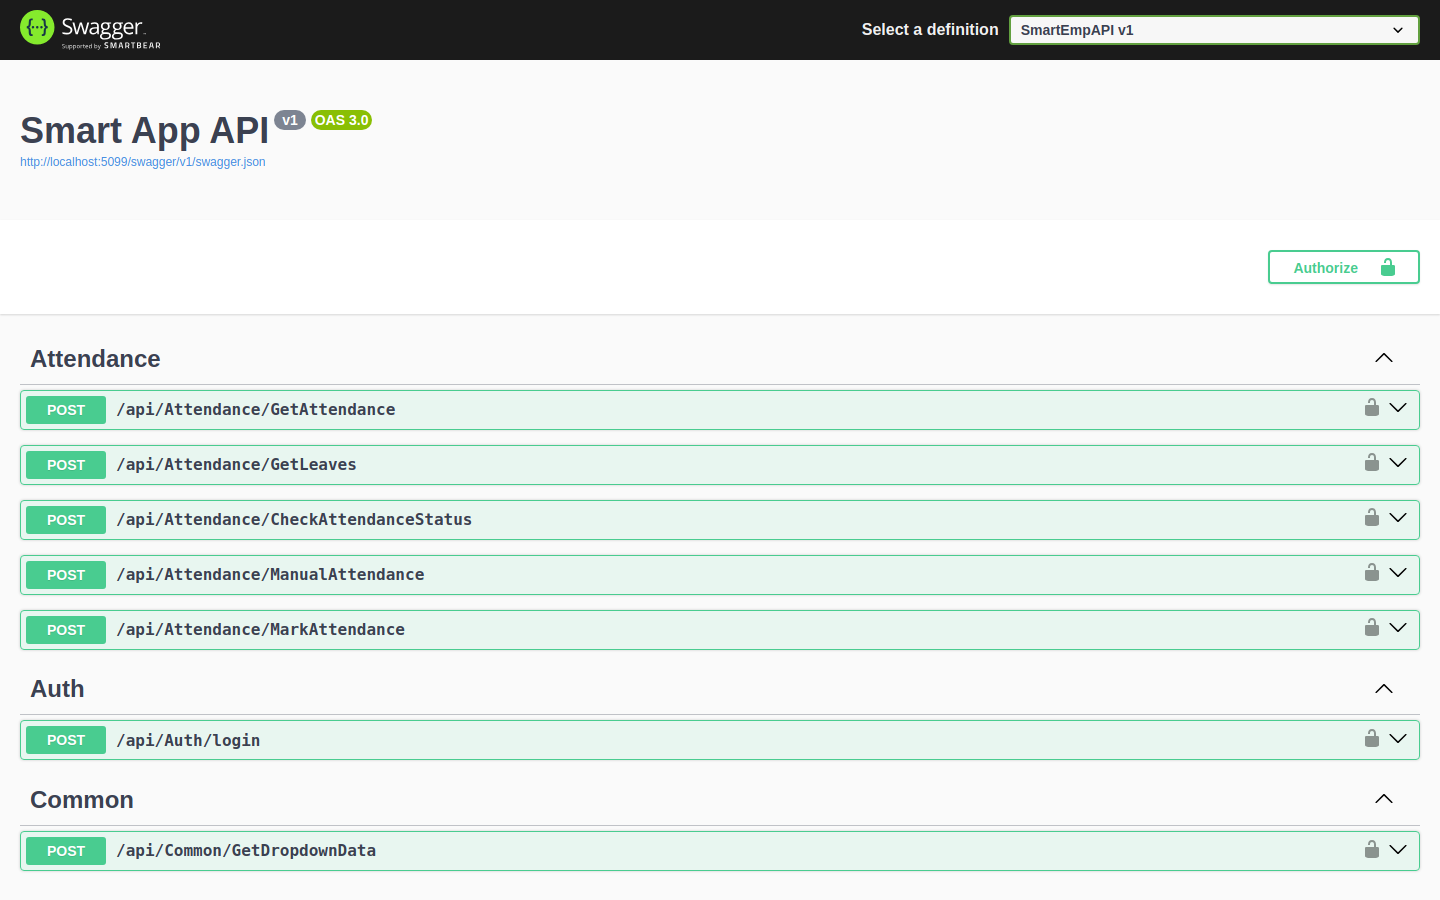 {···} Swagger
Supported by SMARTBEAR
Select a definition
SmartEmpAPI v1
Smart App API v1 OAS 3.0
http://localhost:5099/swagger/v1/swagger.json
Authorize
Attendance
POST /api/Attendance/GetAttendance
POST /api/Attendance/GetLeaves
POST /api/Attendance/CheckAttendanceStatus
POST /api/Attendance/ManualAttendance
POST /api/Attendance/MarkAttendance
Auth
POST /api/Auth/login
Common
POST /api/Common/GetDropdownData